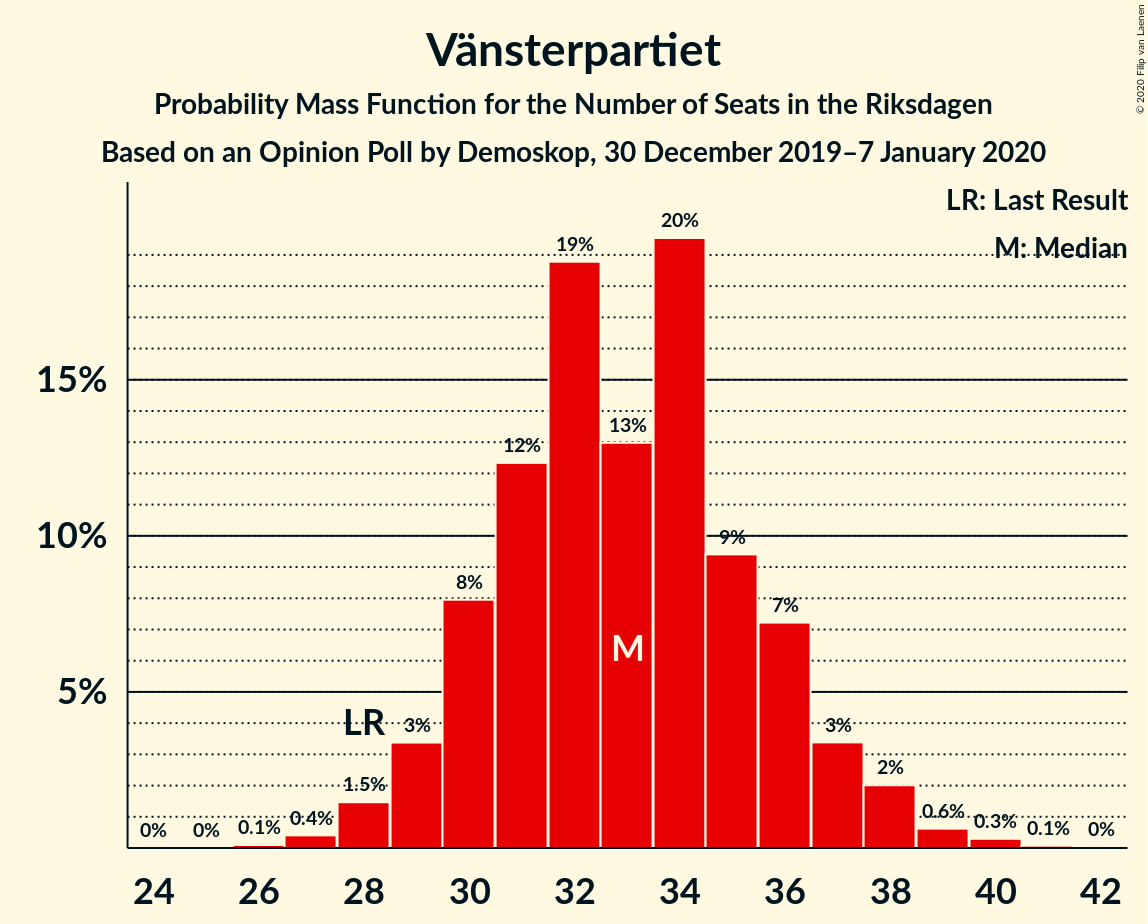 Vänsterpartiet
Probability Mass Function for the Number of Seats in the Riksdagen
Based on an Opinion Poll by Demoskop, 30 December 2019–7 January 2020
© 2020 Filip van Laenen
LR: Last Result
M: Median
15%
10%
5%
0%
0%
0.1%
0.4%
1.5%
LR
3%
8%
12%
19%
13%
M
20%
9%
7%
3%
2%
0.6%
0.3%
0.1%
0%
24 26 28 30 32 34 36 38 40 42